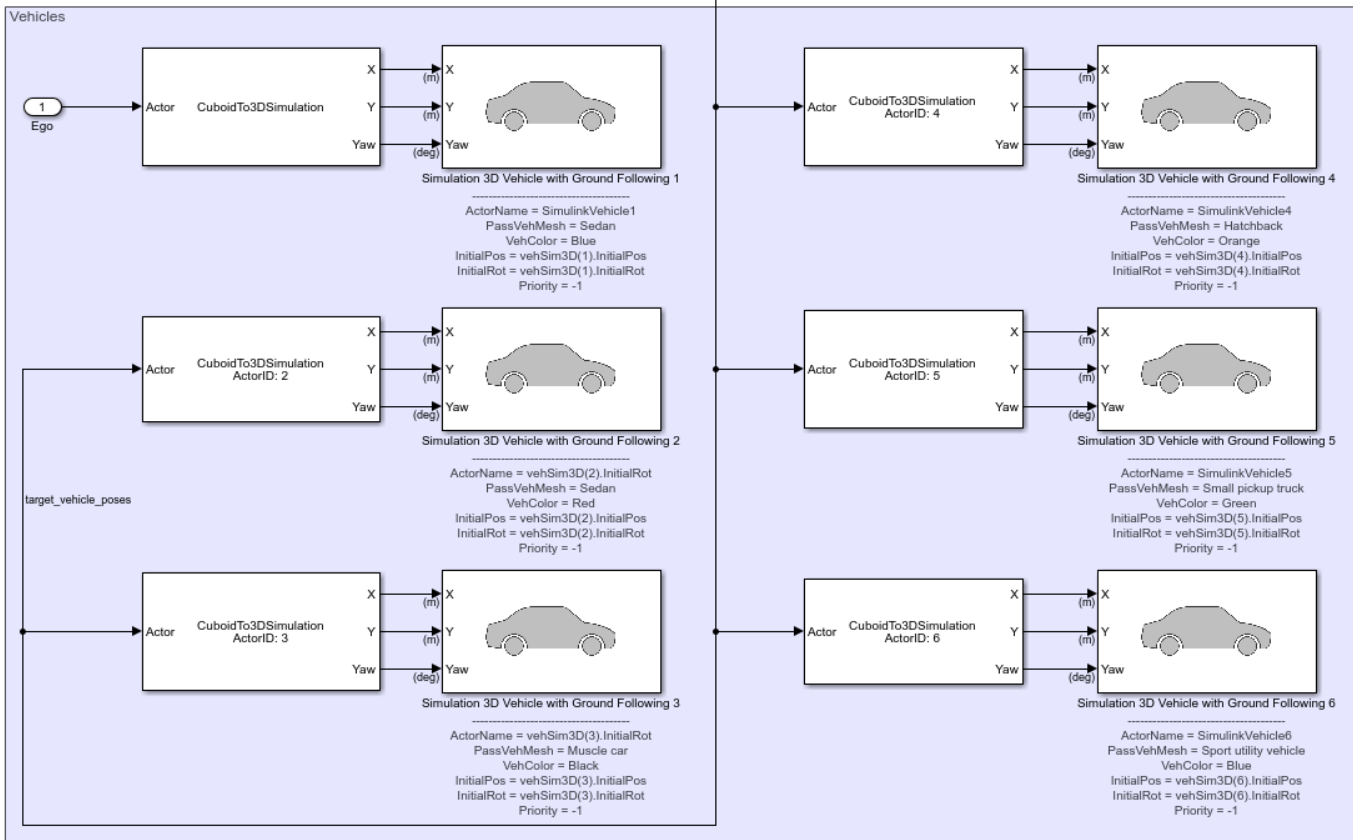 Vehicles
1
Ego
Actor
CuboidTo3DSimulation
X
Y
Yaw
(m)
(m)
(deg)
X
Y
Yaw
Simulation 3D Vehicle with Ground Following 1
---------------------------------------
ActorName = SimulinkVehicle1
PassVehMesh = Sedan
VehColor = Blue
InitialPos = vehSim3D(1).InitialPos
InitialRot = vehSim3D(1).InitialRot
Priority = -1
Actor
CuboidTo3DSimulation
ActorID: 2
X
Y
Yaw
(m)
(m)
(deg)
X
Y
Yaw
Simulation 3D Vehicle with Ground Following 2
---------------------------------------
ActorName = vehSim3D(2).InitialRot
PassVehMesh = Sedan
VehColor = Red
InitialPos = vehSim3D(2).InitialPos
InitialRot = vehSim3D(2).InitialRot
Priority = -1
target_vehicle_poses
Actor
CuboidTo3DSimulation
ActorID: 3
X
Y
Yaw
(m)
(m)
(deg)
X
Y
Yaw
Simulation 3D Vehicle with Ground Following 3
---------------------------------------
ActorName = vehSim3D(3).InitialRot
PassVehMesh = Muscle car
VehColor = Black
InitialPos = vehSim3D(3).InitialPos
InitialRot = vehSim3D(3).InitialRot
Priority = -1
Actor
CuboidTo3DSimulation
ActorID: 4
X
Y
Yaw
(m)
(m)
(deg)
X
Y
Yaw
Simulation 3D Vehicle with Ground Following 4
---------------------------------------
ActorName = SimulinkVehicle4
PassVehMesh = Hatchback
VehColor = Orange
InitialPos = vehSim3D(4).InitialPos
InitialRot = vehSim3D(4).InitialRot
Priority = -1
Actor
CuboidTo3DSimulation
ActorID: 5
X
Y
Yaw
(m)
(m)
(deg)
X
Y
Yaw
Simulation 3D Vehicle with Ground Following 5
---------------------------------------
ActorName = SimulinkVehicle5
PassVehMesh = Small pickup truck
VehColor = Green
InitialPos = vehSim3D(5).InitialPos
InitialRot = vehSim3D(5).InitialRot
Priority = -1
Actor
CuboidTo3DSimulation
ActorID: 6
X
Y
Yaw
(m)
(m)
(deg)
X
Y
Yaw
Simulation 3D Vehicle with Ground Following 6
---------------------------------------
ActorName = SimulinkVehicle6
PassVehMesh = Sport utility vehicle
VehColor = Blue
InitialPos = vehSim3D(6).InitialPos
InitialRot = vehSim3D(6).InitialRot
Priority = -1